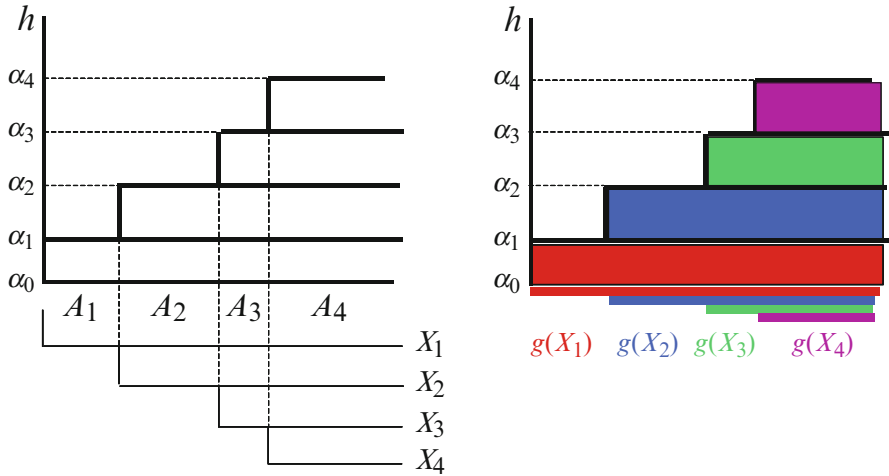 h
α₄
α₃
α₂
α₁
α₀
A₁ A₂ A₃ A₄
X₁
X₂
X₃
X₄
h
α₄
α₃
α₂
α₁
α₀
g(X₁) g(X₂) g(X₃) g(X₄)